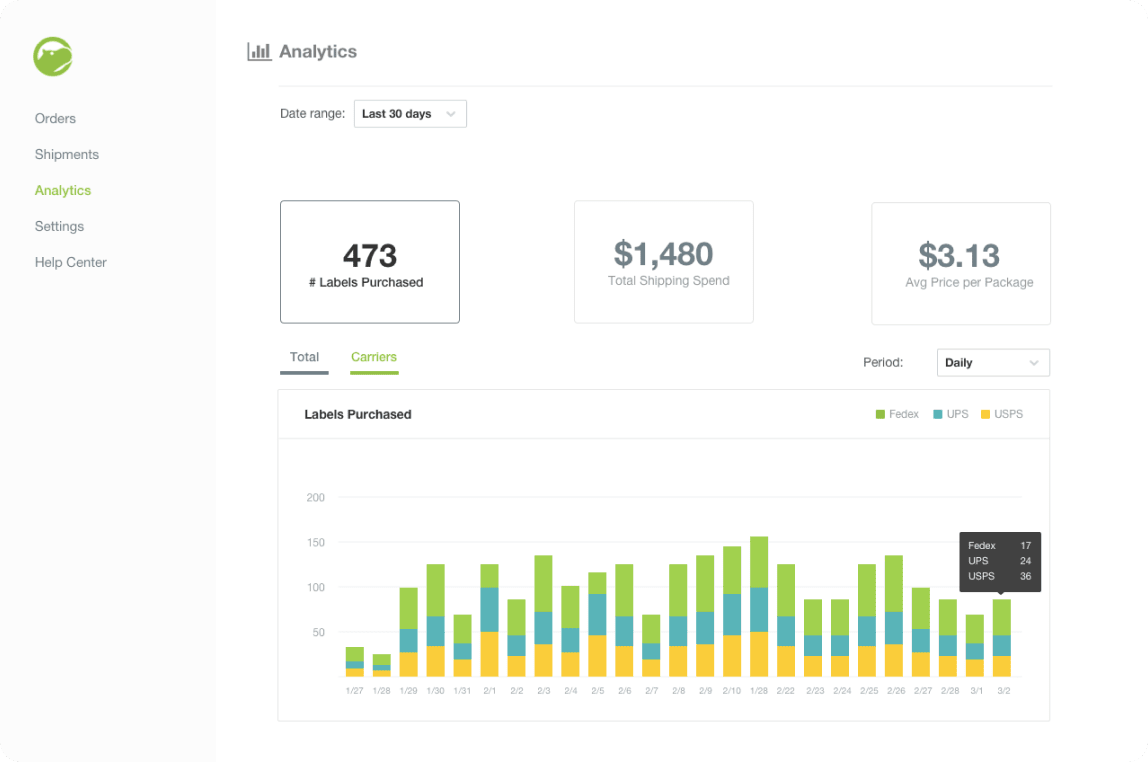 Analytics
Orders
Shipments
Analytics
Settings
Help Center
Date range: Last 30 days
473
# Labels Purchased
$1,480
Total Shipping Spend
$3.13
Avg Price per Package
Total Carriers
Period: Daily
Labels Purchased
Fedex UPS USPS
200
150
100
50
Fedex 17
UPS 24
USPS 36
1/27 1/28 1/29 1/30 1/31 2/1 2/2 2/3 2/4 2/5 2/6 2/7 2/8 2/9 2/10 1/28 2/22 2/23 2/24 2/25 2/26 2/27 2/28 3/1 3/2